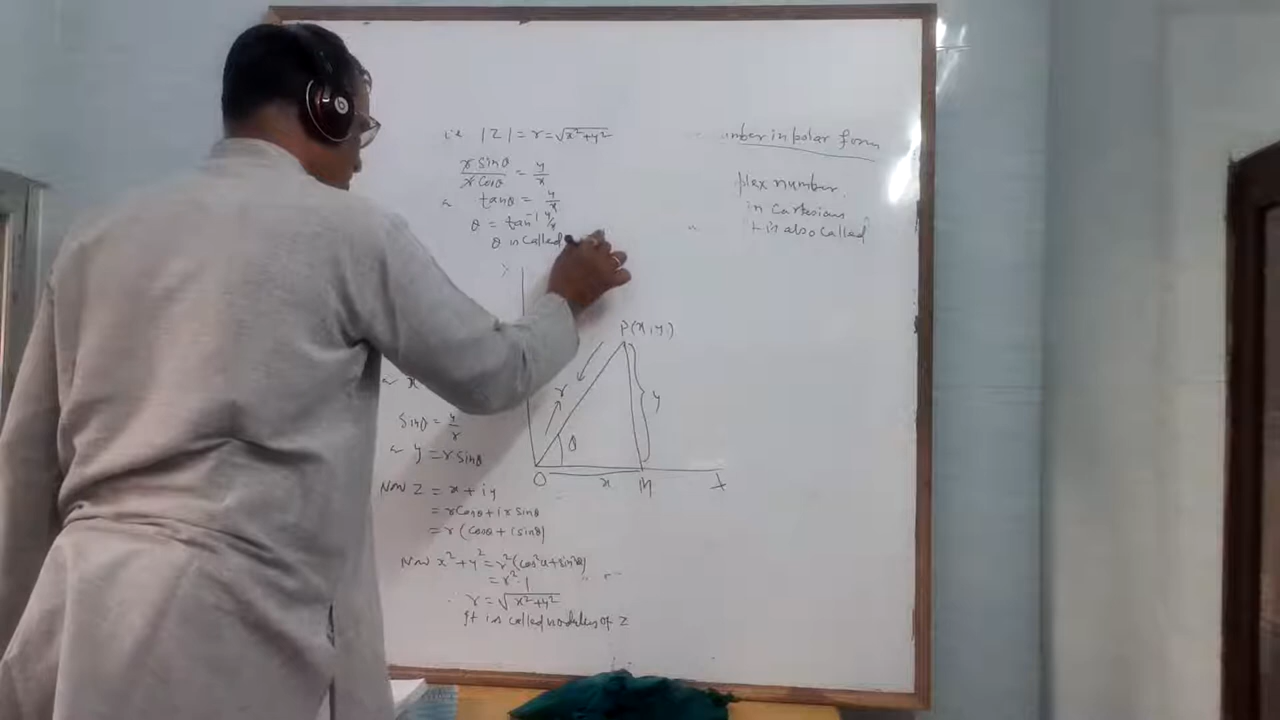 i.e |Z| = r = √x²+y²
r sinθ / r cosθ = y/x
tanθ = y/x
θ = tan⁻¹ y/x
θ is called
umber in polar form
plex number.
in Cartesian
t is also called
P(x, y)
r
y
θ
O x M X
x
sinθ = y/r
y = r sinθ
Now Z = x + iy
= r cosθ + i r sinθ
= r (cosθ + i sinθ)
Now x² + y² = r² (cos²θ + sin²θ)
= r² · 1
r = √x²+y²
It is called modulus of Z